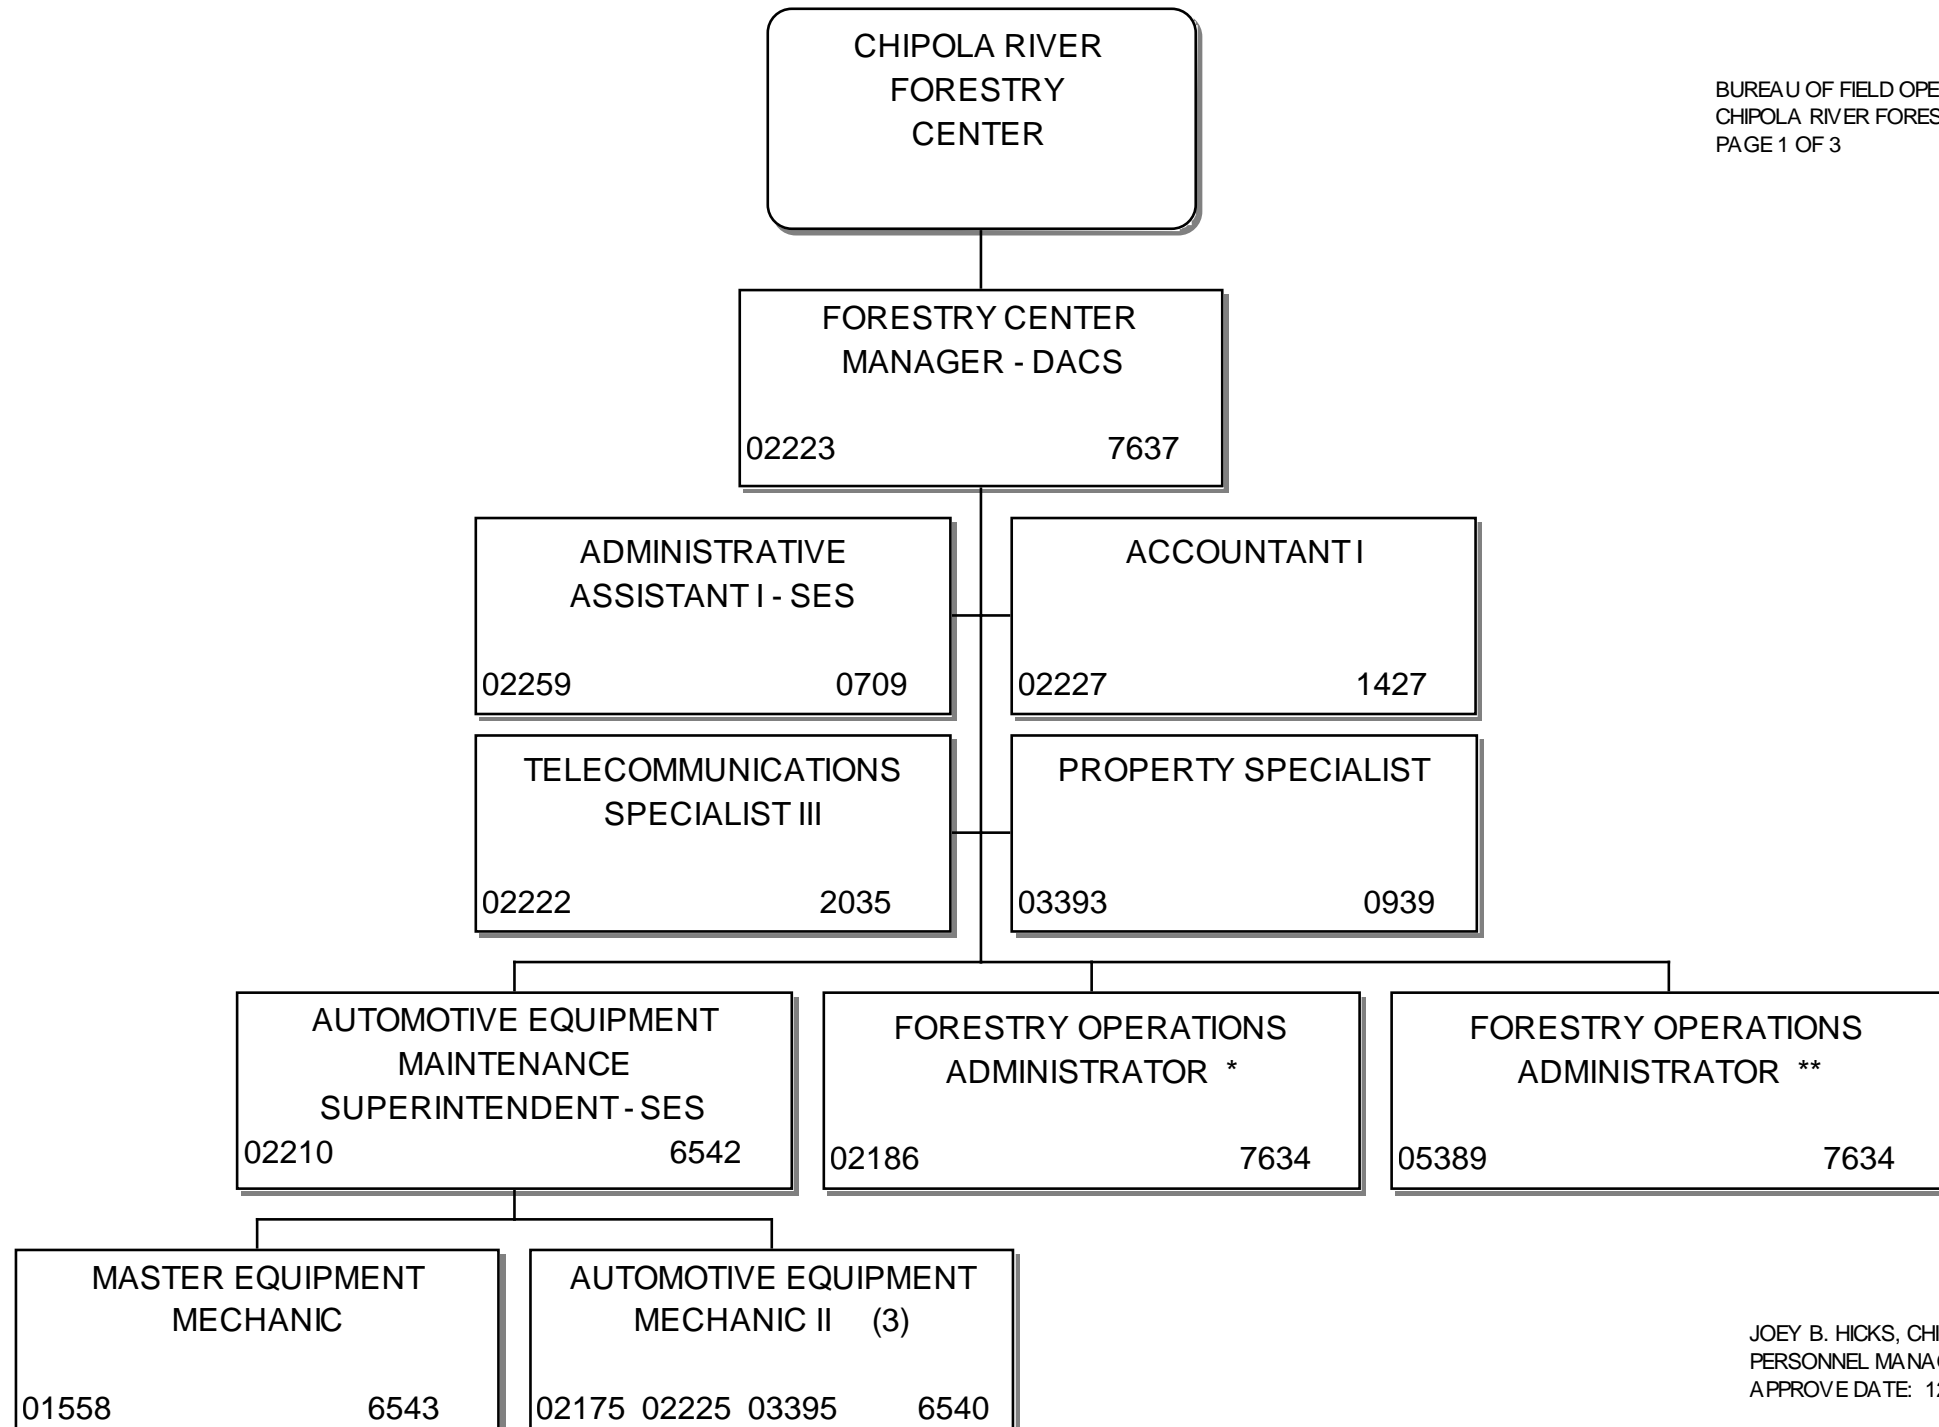 CHIPOLA RIVER
FORESTRY
CENTER
BUREAU OF FIELD OPE
CHIPOLA RIVER FORES
PAGE 1 OF 3
FORESTRY CENTER
MANAGER - DACS
02223 7637
ADMINISTRATIVE
ASSISTANT I - SES
02259 0709
ACCOUNTANT I
02227 1427
TELECOMMUNICATIONS
SPECIALIST III
02222 2035
PROPERTY SPECIALIST
03393 0939
AUTOMOTIVE EQUIPMENT
MAINTENANCE
SUPERINTENDENT - SES
02210 6542
FORESTRY OPERATIONS
ADMINISTRATOR *
02186 7634
FORESTRY OPERATIONS
ADMINISTRATOR **
05389 7634
MASTER EQUIPMENT
MECHANIC
01558 6543
AUTOMOTIVE EQUIPMENT
MECHANIC II (3)
02175 02225 03395 6540
JOEY B. HICKS, CHI
PERSONNEL MANA
APPROVE DATE: 12